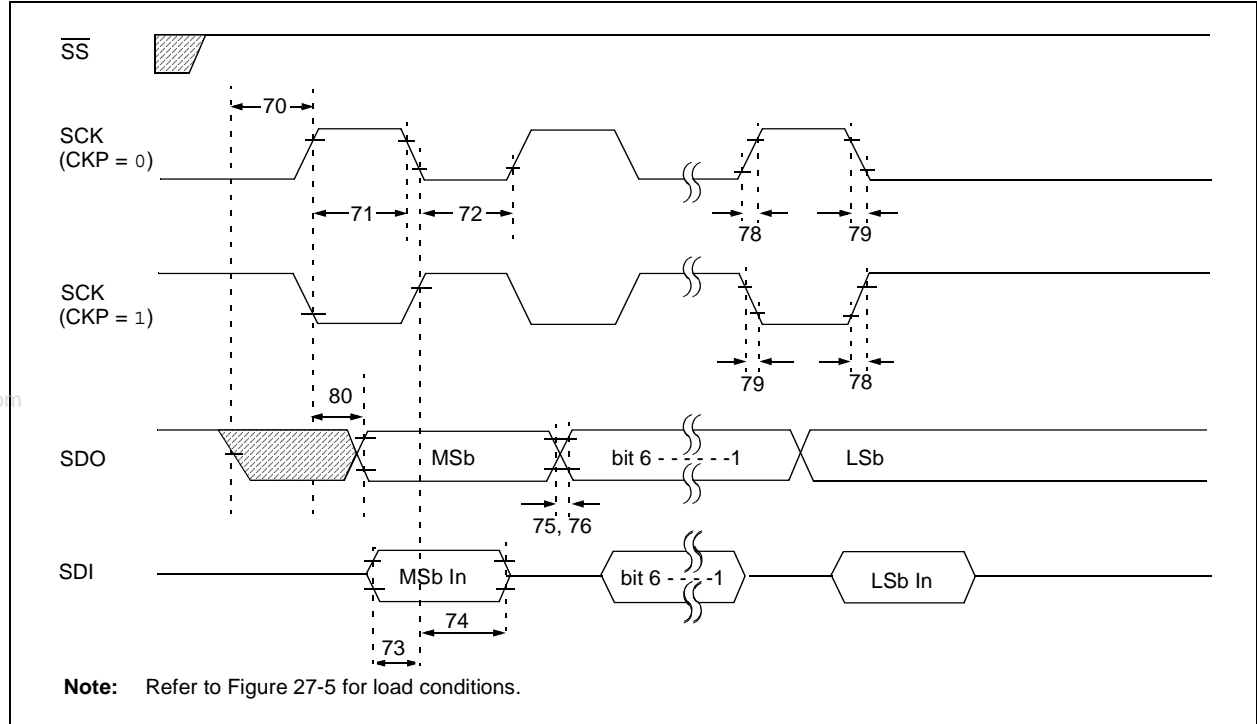 SS
70
SCK
(CKP = 0)
71
72
78
79
SCK
(CKP = 1)
79
78
80
om
SDO
MSb
bit 6 - - - - - -1
LSb
75, 76
SDI
MSb In
bit 6 - - - -1
LSb In
74
73
Note: Refer to Figure 27-5 for load conditions.